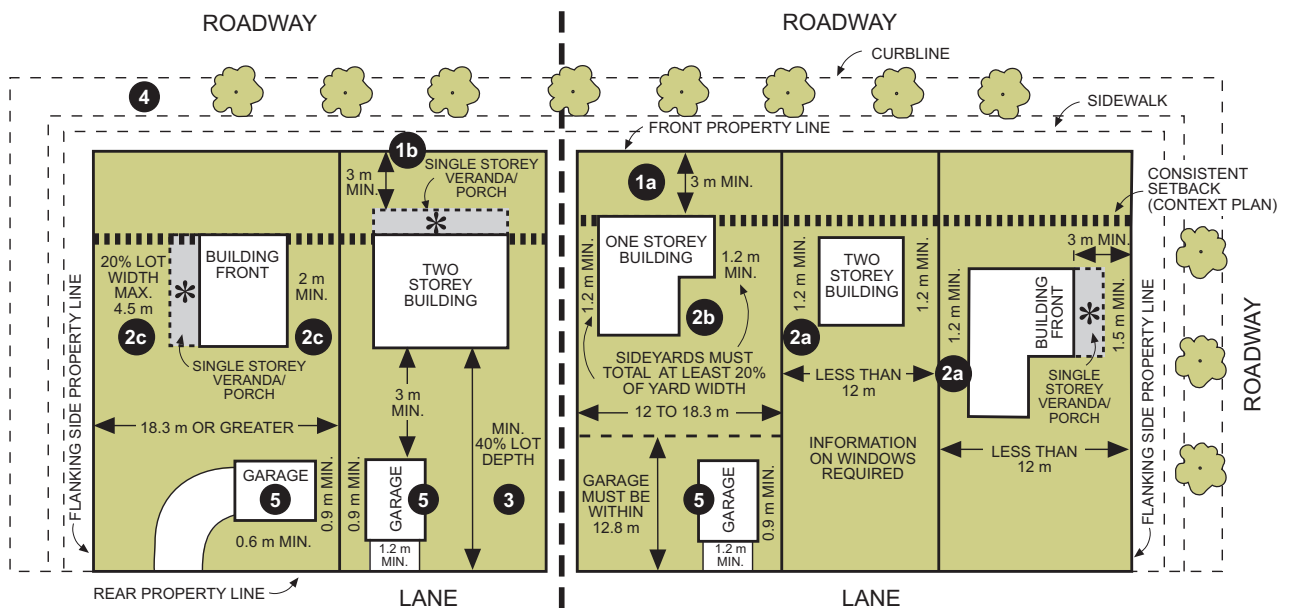 ROADWAY
ROADWAY
CURBLINE
4
SIDEWALK
FRONT PROPERTY LINE
1b
3 m
MIN.
SINGLE STOREY
VERANDA/
PORCH
1a
3 m MIN.
CONSISTENT
SETBACK
(CONTEXT PLAN)
20% LOT
WIDTH
MAX.
4.5 m
2c
*
BUILDING
FRONT
2 m
MIN.
2c
SINGLE STOREY
VERANDA/
PORCH
*
TWO
STOREY
BUILDING
1.2 m MIN.
ONE STOREY
BUILDING
1.2 m
MIN.
2b
SIDEYARDS MUST
TOTAL AT LEAST 20%
OF YARD WIDTH
1.2 m MIN.
TWO
STOREY
BUILDING
1.2 m MIN.
2a
1.2 m MIN.
2a
BUILDING
FRONT
*
3 m MIN.
1.5 m MIN.
SINGLE
STOREY
VERANDA/
PORCH
FLANKING SIDE PROPERTY LINE
18.3 m OR GREATER
3 m
MIN.
MIN.
40% LOT
DEPTH
3
12 TO 18.3 m
LESS THAN
12 m
INFORMATION
ON WINDOWS
REQUIRED
LESS THAN
12 m
FLANKING SIDE PROPERTY LINE
ROADWAY
GARAGE
5
0.9 m MIN.
0.6 m MIN.
0.9 m MIN.
GARAGE
5
1.2 m
MIN.
GARAGE
MUST BE
WITHIN
12.8 m
5
GARAGE
0.9 m MIN.
1.2 m
MIN.
REAR PROPERTY LINE
LANE
LANE